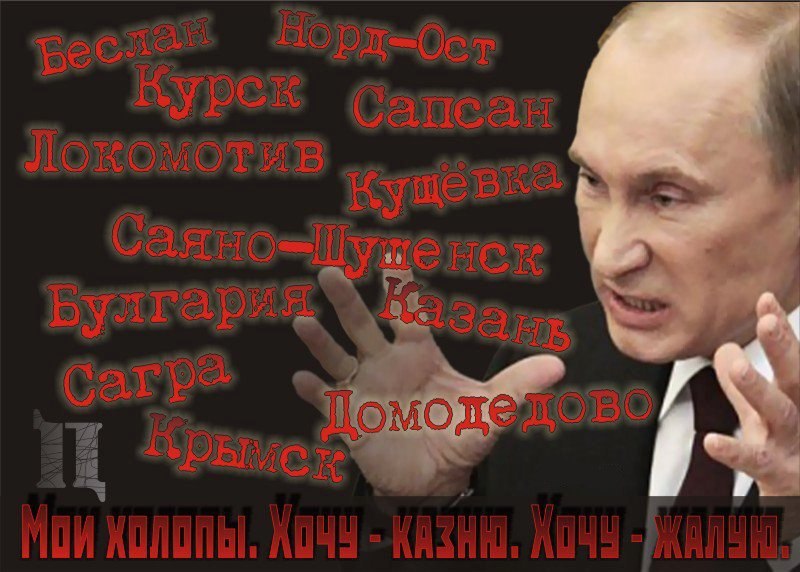 Беслан Норд-Ост
Курск Сапсан
Локомотив
Кущёвка
Саяно-Шушенск
Булгария Казань
Сагра
Домодедово
Крымск
Ц
Мои холопы. Хочу - казню. Хочу - жалую.